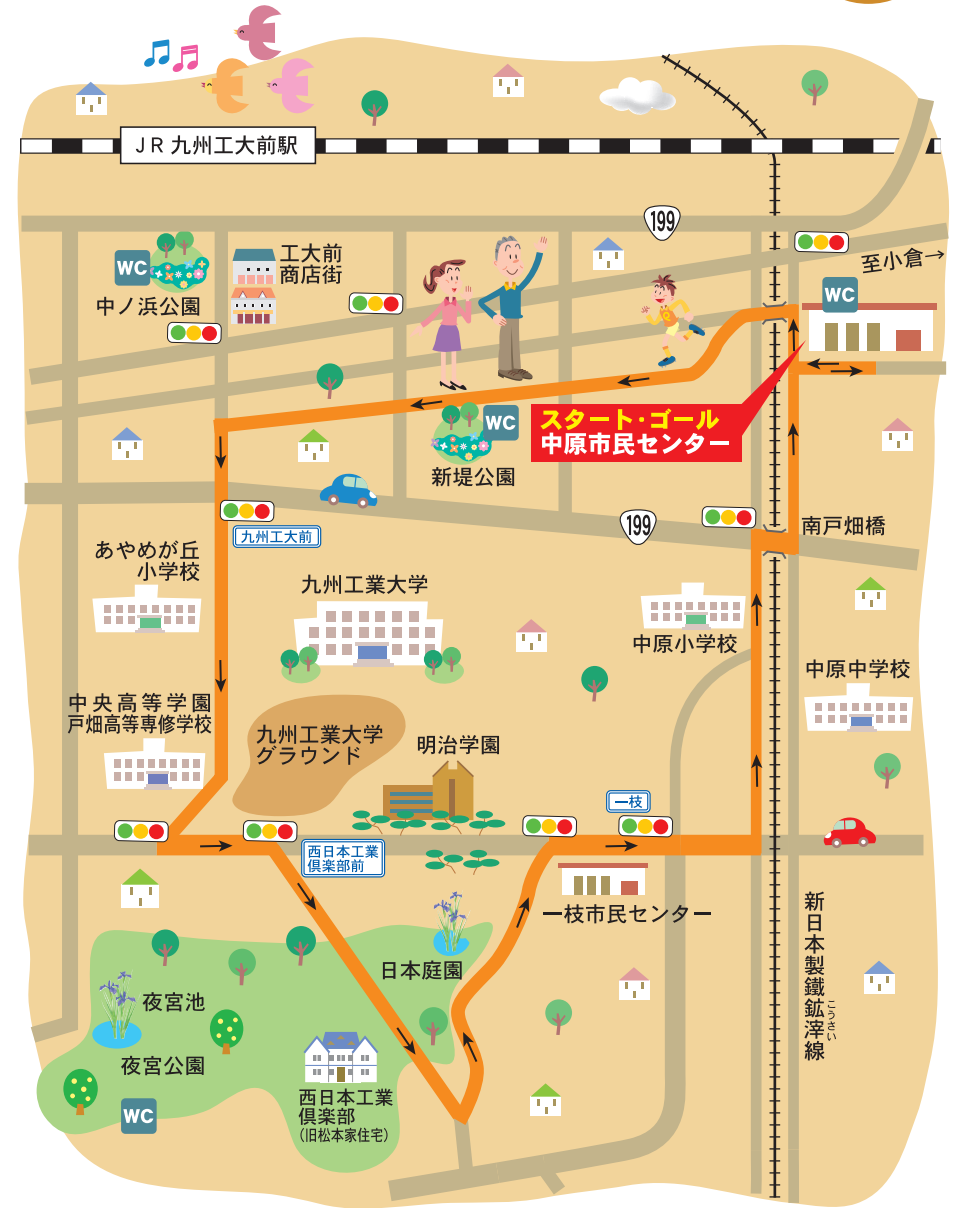 JR 九州工大前駅
199
WC
中ノ浜公園
工大前
商店街
至小倉→
WC
スタート・ゴール
中原市民センター
WC
新堤公園
九州工大前
199
南戸畑橋
あやめが丘
小学校
九州工業大学
中原小学校
中原中学校
中央高等学園
戸畑高等専修学校
九州工業大学
グラウンド
明治学園
一枝
西日本工業
倶楽部前
一枝市民センター
日本庭園
夜宮池
夜宮公園
WC
西日本工業
倶楽部
（旧松本家住宅）
新日本製鐵鉱滓線
こうさい